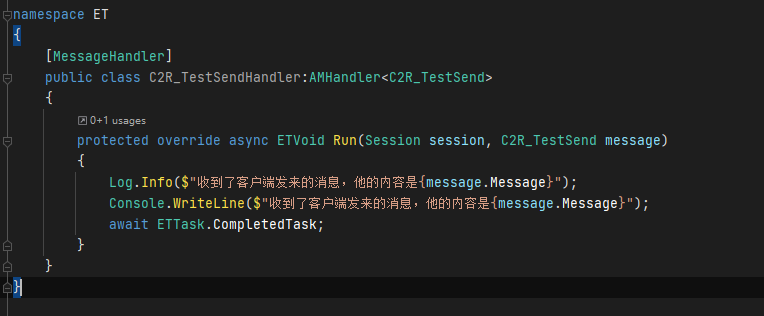 namespace ET
{
[MessageHandler]
public class C2R_TestSendHandler:AMHandler<C2R_TestSend>
{
0+1 usages
protected override async ETVoid Run(Session session, C2R_TestSend message)
{
Log.Info($"收到了客户端发来的消息，他的内容是{message.Message}");
Console.WriteLine($"收到了客户端发来的消息，他的内容是{message.Message}");
await ETTask.CompletedTask;
}
}
}